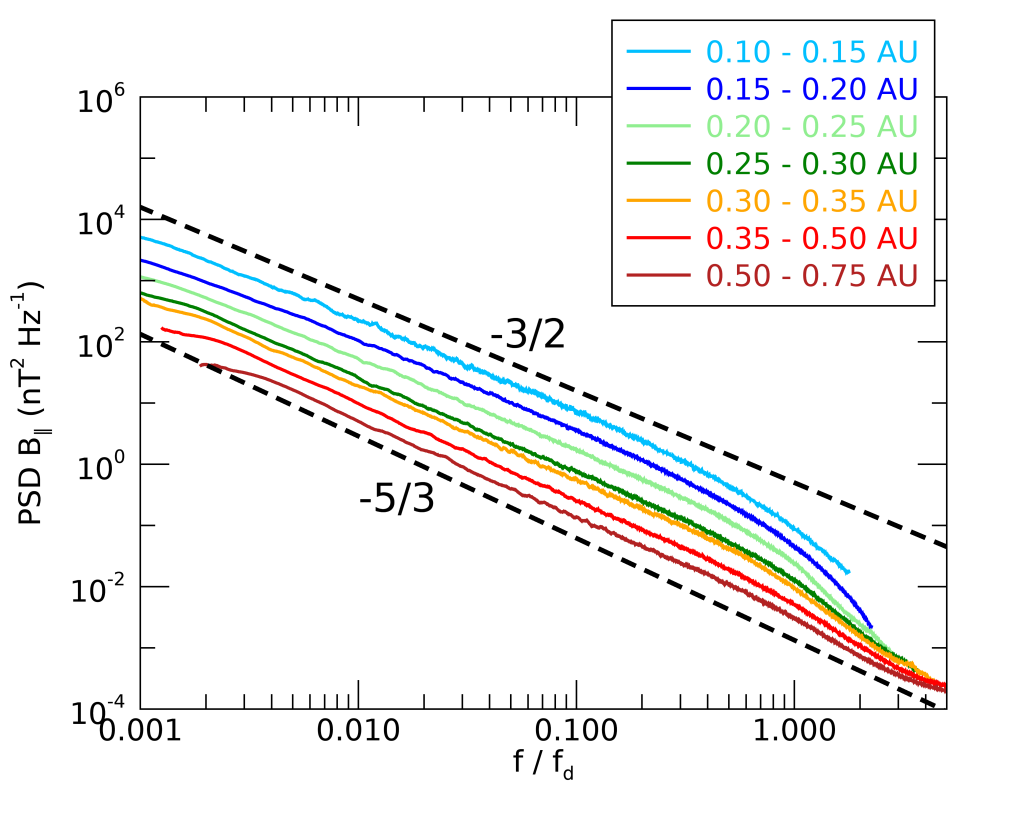 0.10 - 0.15 AU
0.15 - 0.20 AU
0.20 - 0.25 AU
0.25 - 0.30 AU
0.30 - 0.35 AU
0.35 - 0.50 AU
0.50 - 0.75 AU
10^6
10^4
10^2
10^0
10^-2
10^-4
PSD B_∥ (nT^2 Hz^-1)
-3/2
-5/3
0.001 0.010 0.100 1.000
f / f_d